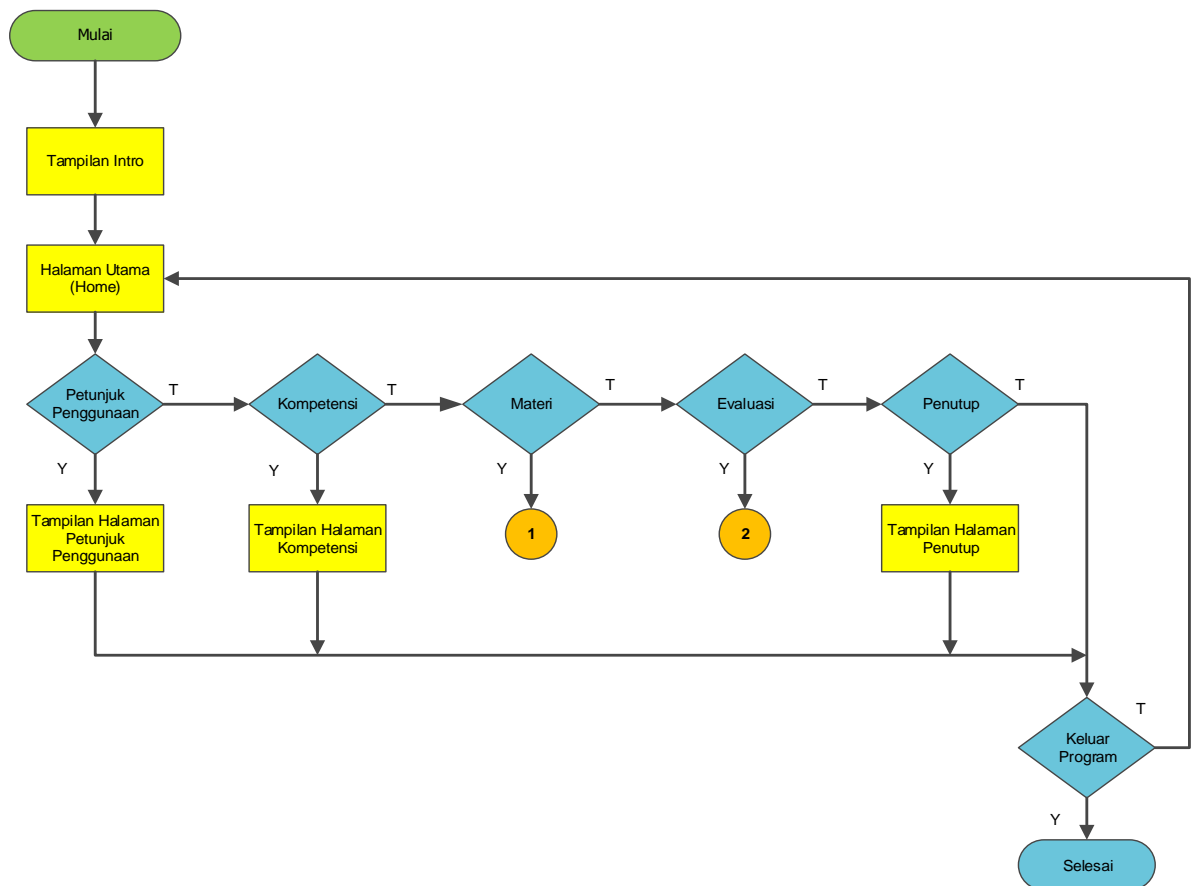 Mulai
Tampilan Intro
Halaman Utama
(Home)
Petunjuk
Penggunaan
T
Kompetensi
T
Materi
T
Evaluasi
T
Penutup
T
Y
Y
Y
Y
Y
Tampilan Halaman
Petunjuk
Penggunaan
Tampilan Halaman
Kompetensi
1
2
Tampilan Halaman
Penutup
Keluar
Program
T
Y
Selesai